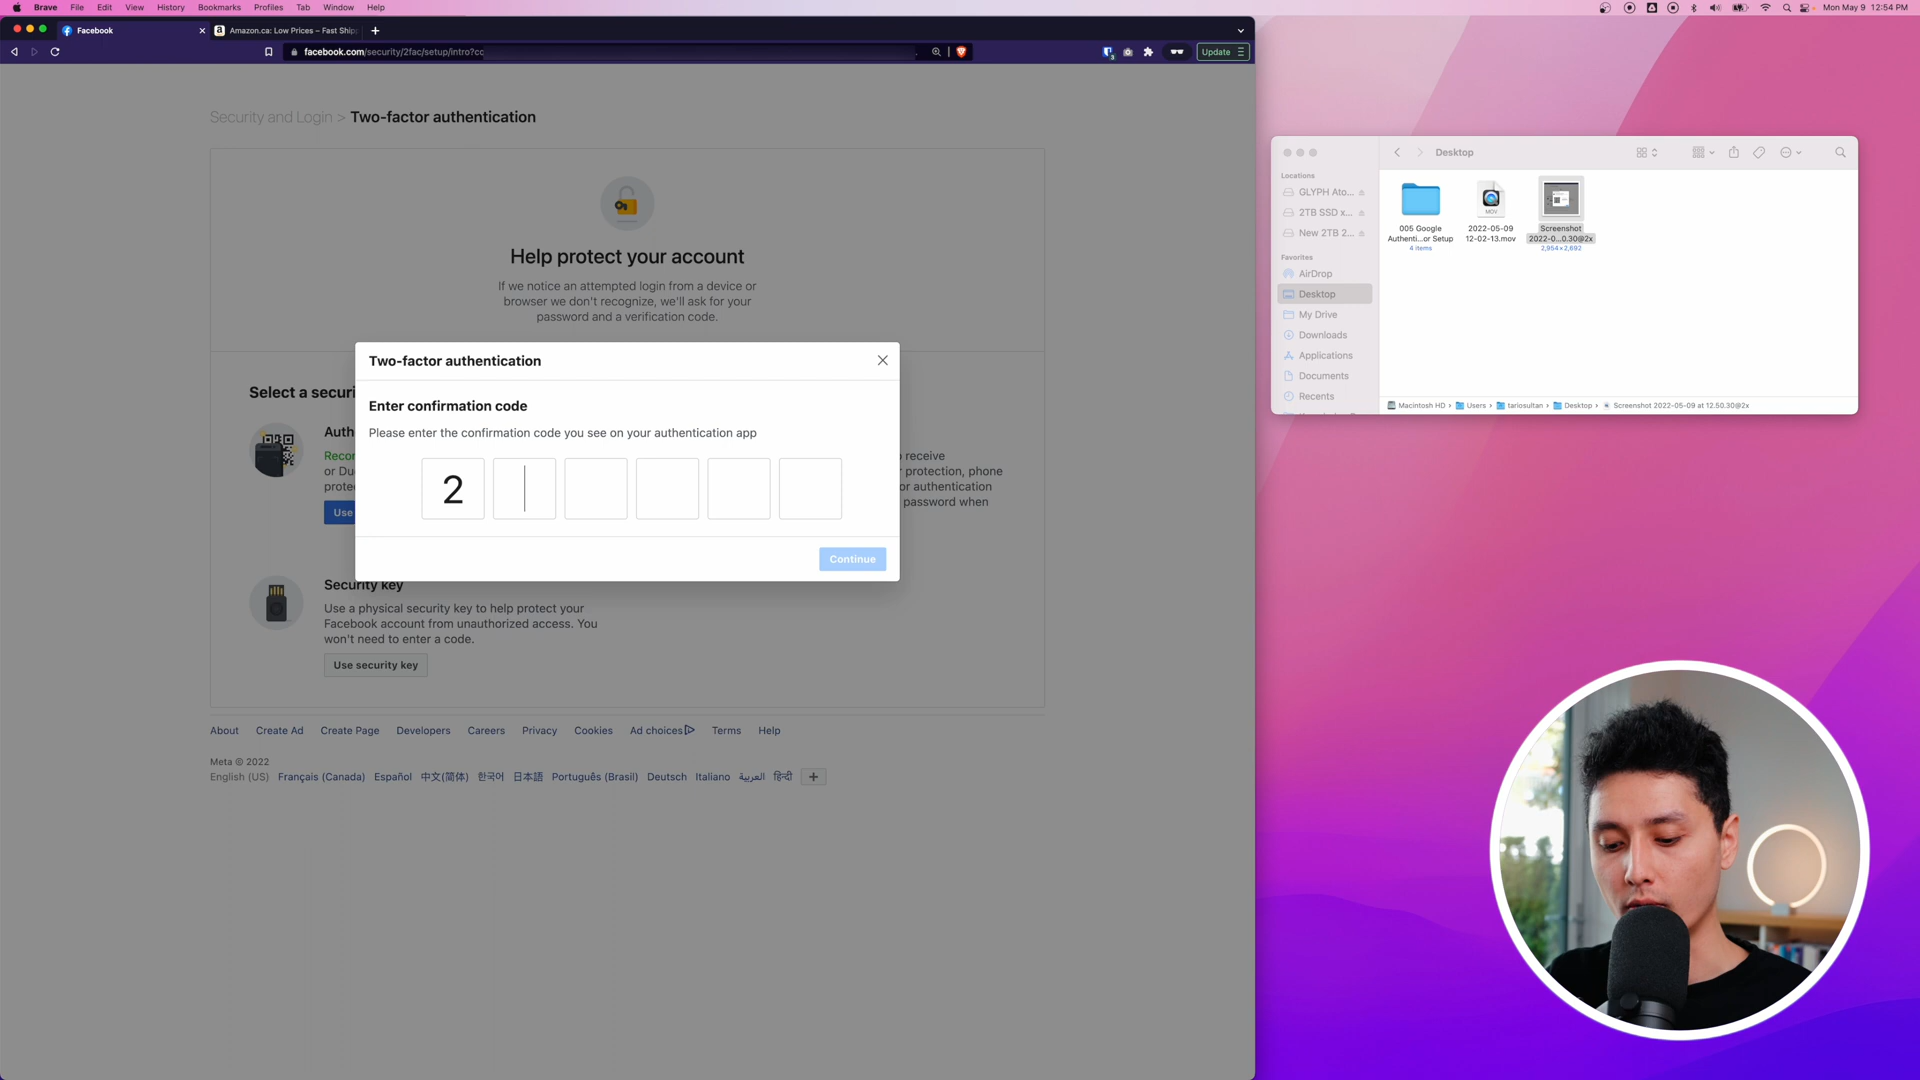 Brave File Edit View History Bookmarks Profiles Tab Window Help
Mon May 9 12:54 PM
Facebook
Amazon.ca: Low Prices – Fast Ship
facebook.com/security/2fac/setup/intro?cc
Update
Security and Login > Two-factor authentication
Help protect your account
If we notice an attempted login from a device or
browser we don't recognize, we'll ask for your
password and a verification code.
Select a securi
Auth
Recor
or Du
prote
Use
receive
protection, phone
or authentication
password when
Two-factor authentication
Enter confirmation code
Please enter the confirmation code you see on your authentication app
2
Continue
Security key
Use a physical security key to help protect your
Facebook account from unauthorized access. You
won't need to enter a code.
Use security key
About Create Ad Create Page Developers Careers Privacy Cookies Ad choices Terms Help
Meta © 2022
English (US) Français (Canada) Español 中文(简体) 한국어 日本語 Português (Brasil) Deutsch Italiano العربية हिन्दी
Desktop
Locations
GLYPH Ato...
2TB SSD x...
New 2TB 2...
Favorites
AirDrop
Desktop
My Drive
Downloads
Applications
Documents
Recents
005 Google
Authenti...or Setup
4 items
MOV
2022-05-09
12-02-13.mov
Screenshot
2022-0...0.30@2x
2,954×2,692
Macintosh HD › Users › tariosultan › Desktop › Screenshot 2022-05-09 at 12.50.30@2x